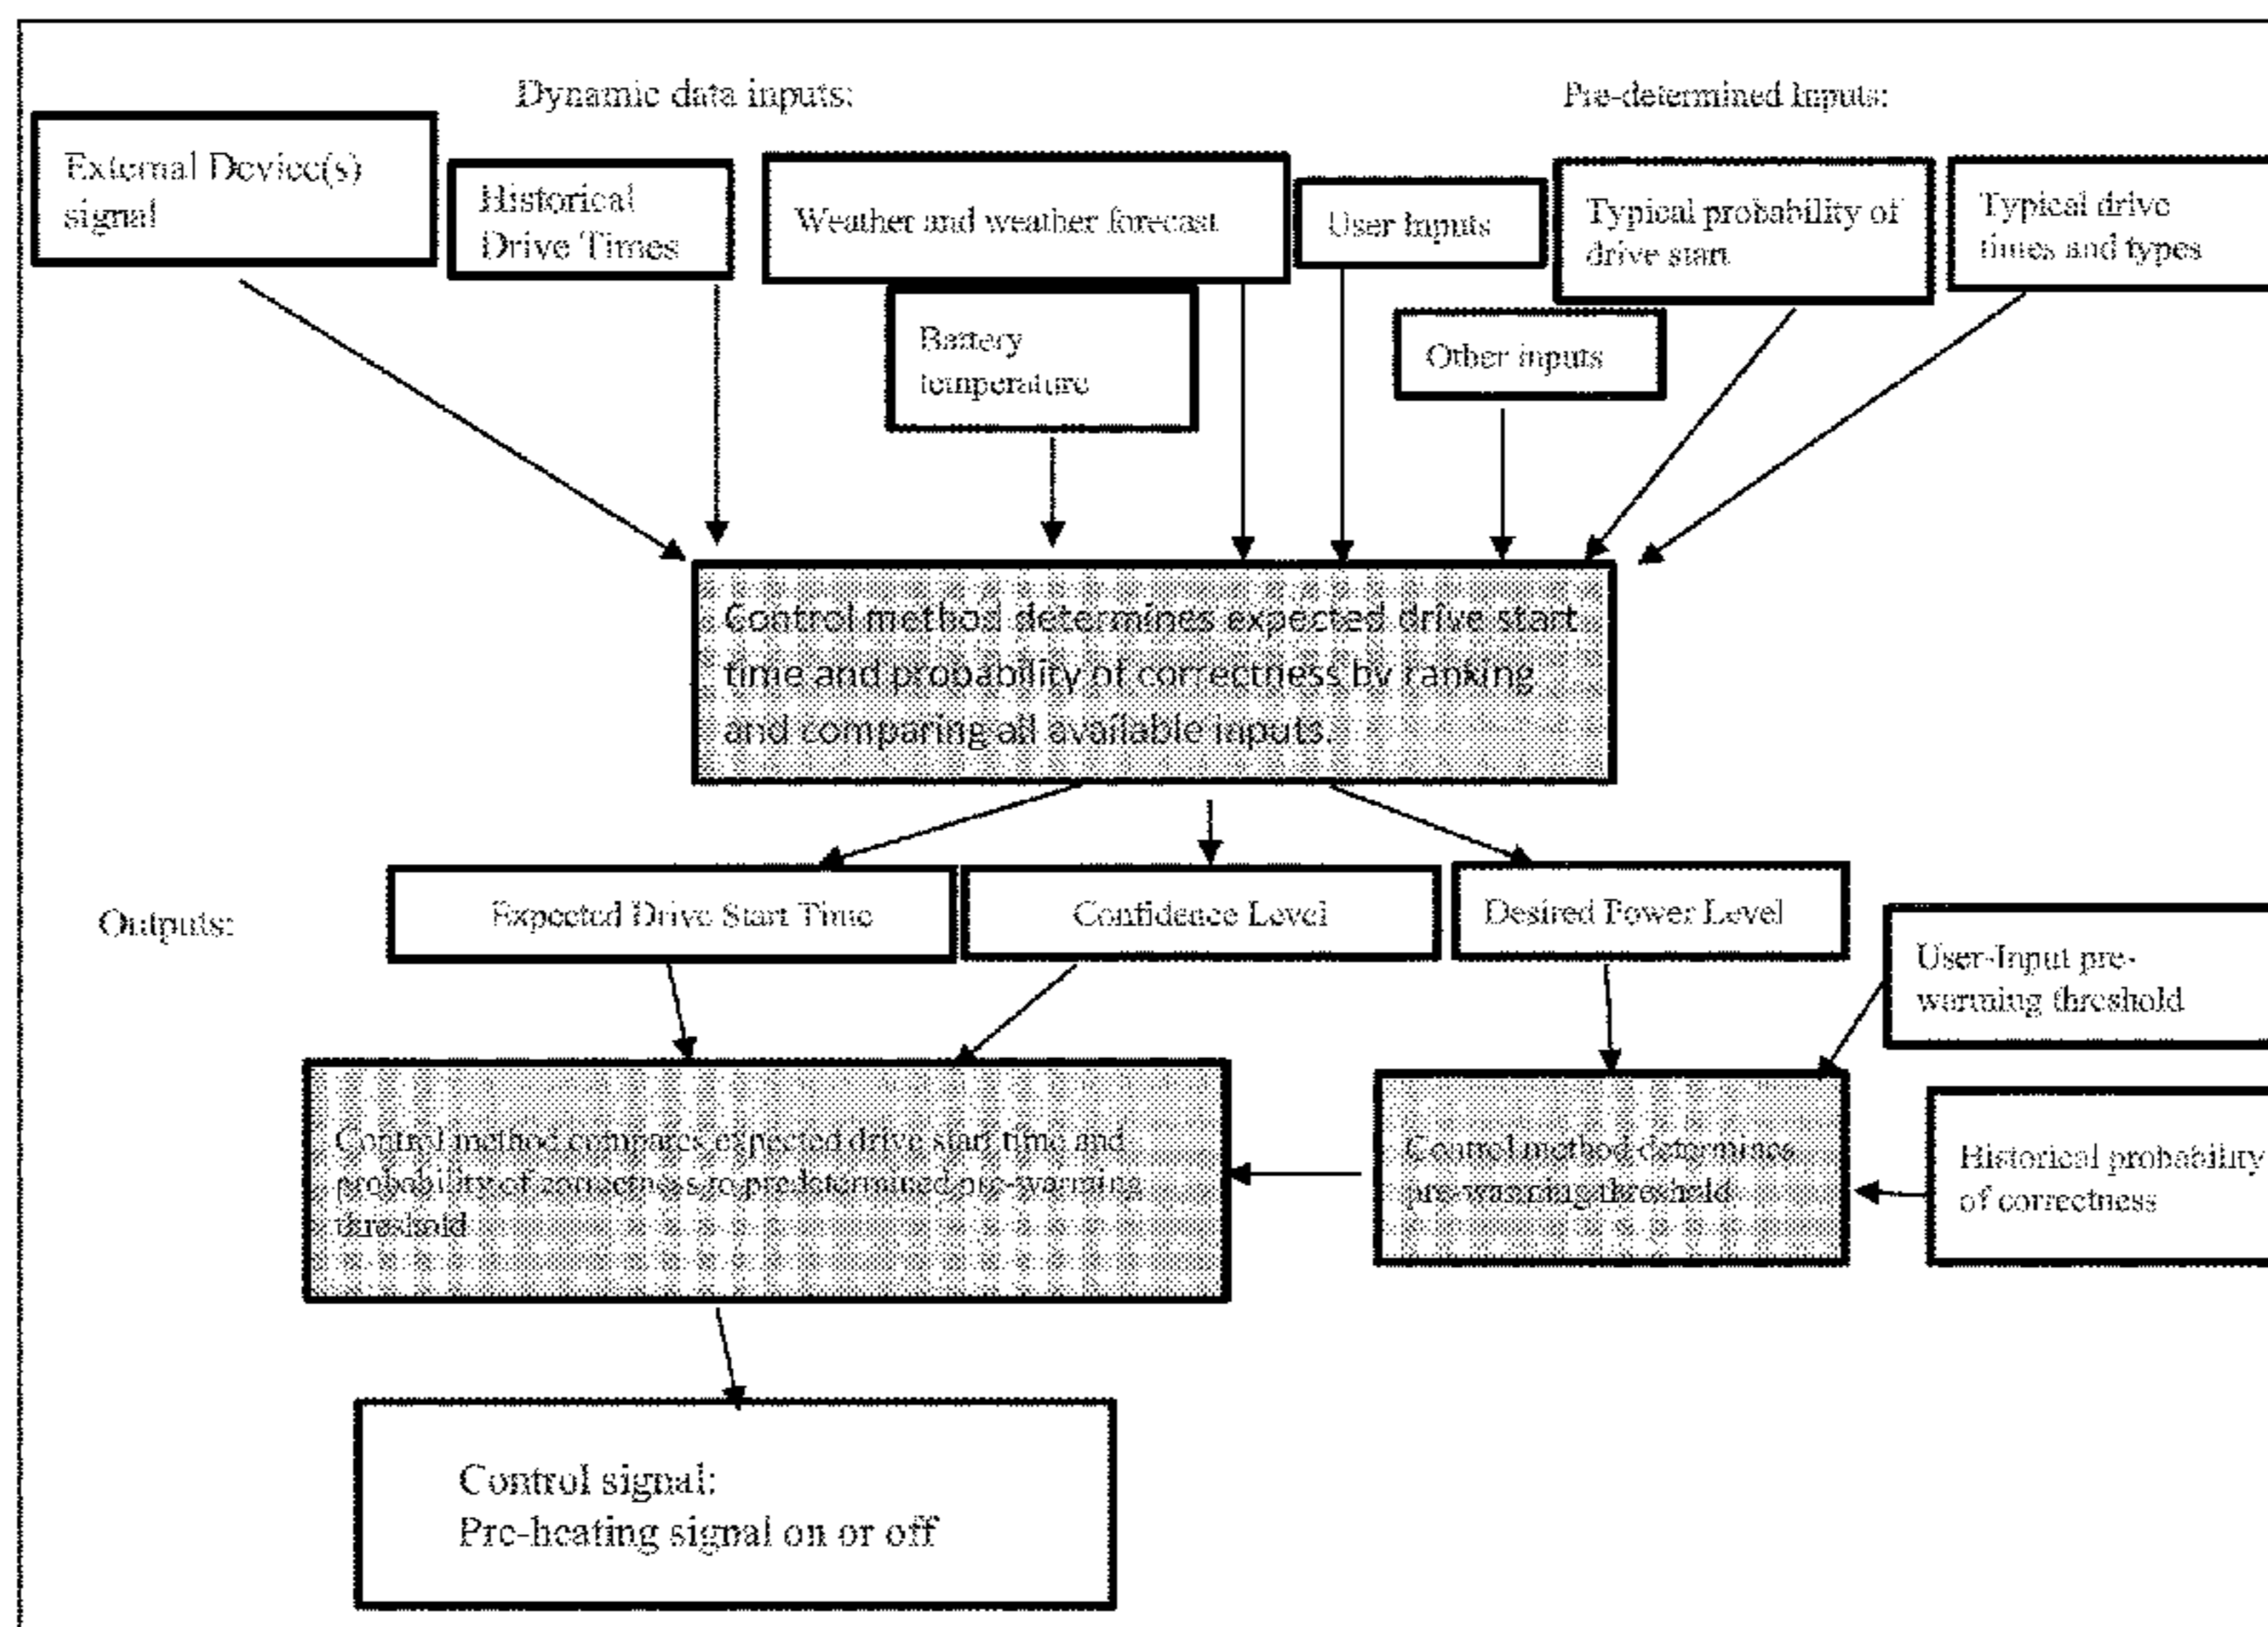 Dynamic data inputs:
Pre-determined Inputs:
External Device(s)
signal
Historical
Drive Times
Weather and weather forecast
User Inputs
Typical probability of
drive start
Typical drive
times and types
Battery
temperature
Other inputs
Control method determines expected drive start
time and probability of correctness by ranking
and comparing all available inputs.
Outputs:
Expected Drive Start Time
Confidence Level
Desired Power Level
User-Input pre-
warming threshold
Control method compares expected drive start time and
probability of correctness to predetermined pre-warming
threshold
Control method determines
pre-warming threshold
Historical probability
of correctness
Control signal:
Pre-heating signal on or off